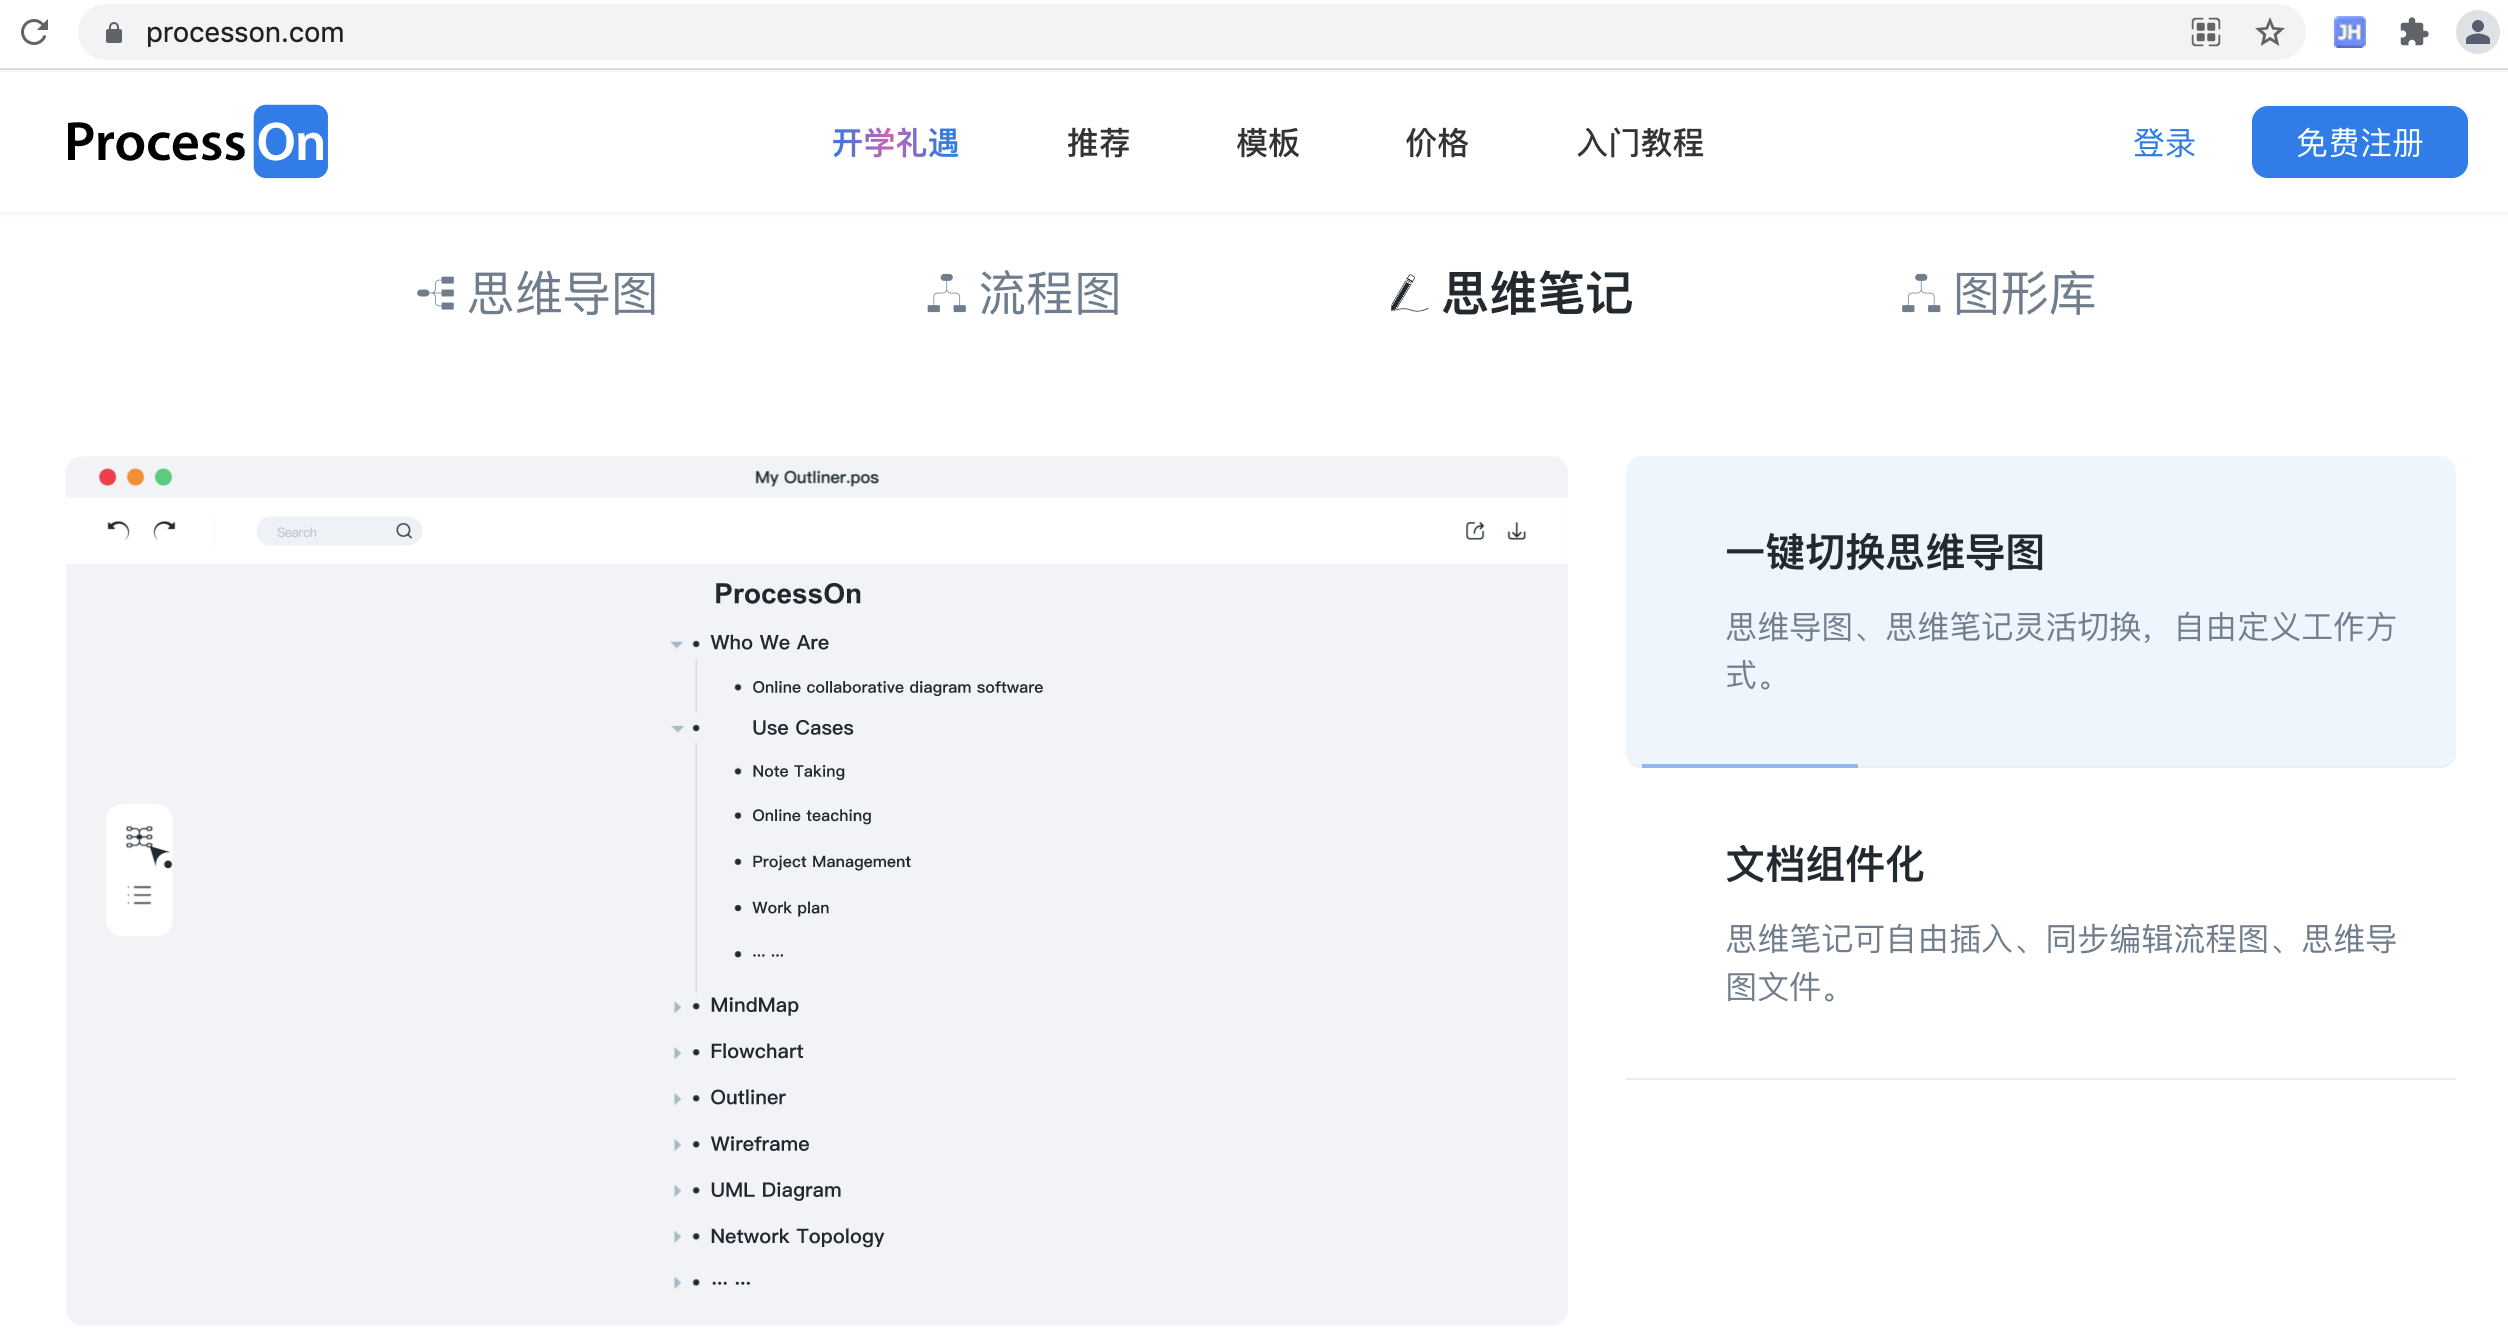 processon.com
JH
ProcessOn
开学礼遇
推荐
模板
价格
入门教程
登录
免费注册
思维导图
流程图
思维笔记
图形库
My Outliner.pos
Search
ProcessOn
Who We Are
Online collaborative diagram software
Use Cases
Note Taking
Online teaching
Project Management
Work plan
... ...
MindMap
Flowchart
Outliner
Wireframe
UML Diagram
Network Topology
... ...
一键切换思维导图
思维导图、思维笔记灵活切换，自由定义工作方
式。
文档组件化
思维笔记可自由插入、同步编辑流程图、思维导
图文件。